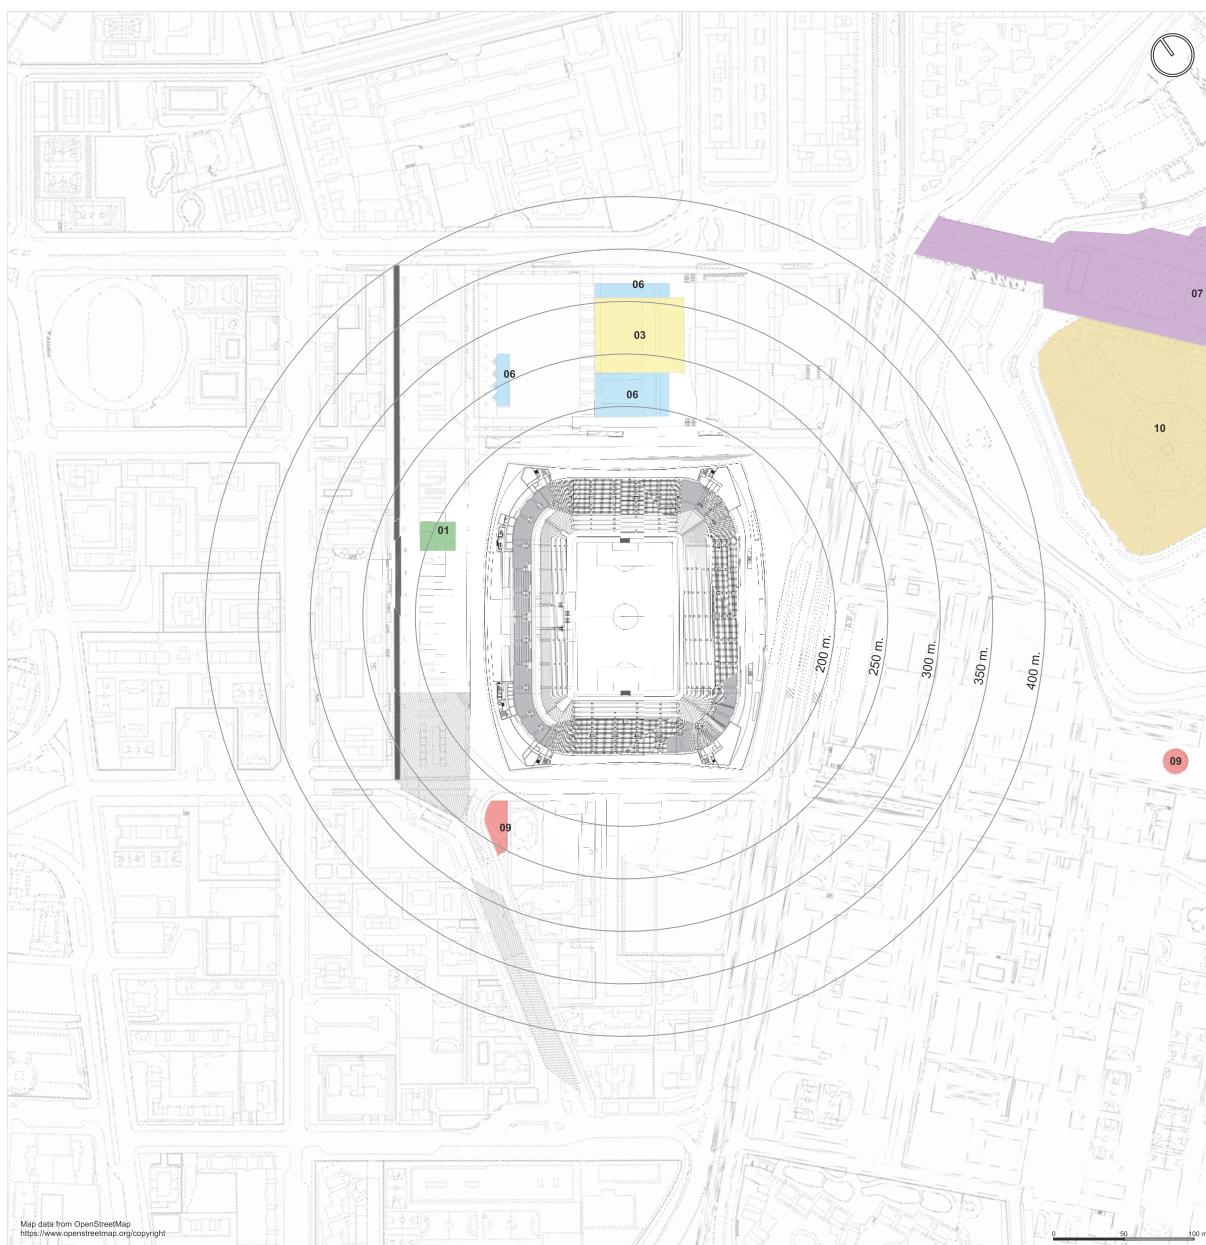 06
07
03
06
06
10
01
200 m.
250 m.
300 m.
350 m.
400 m.
09
09
Map data from OpenStreetMap
https://www.openstreetmap.org/copyright
0 50 100 m